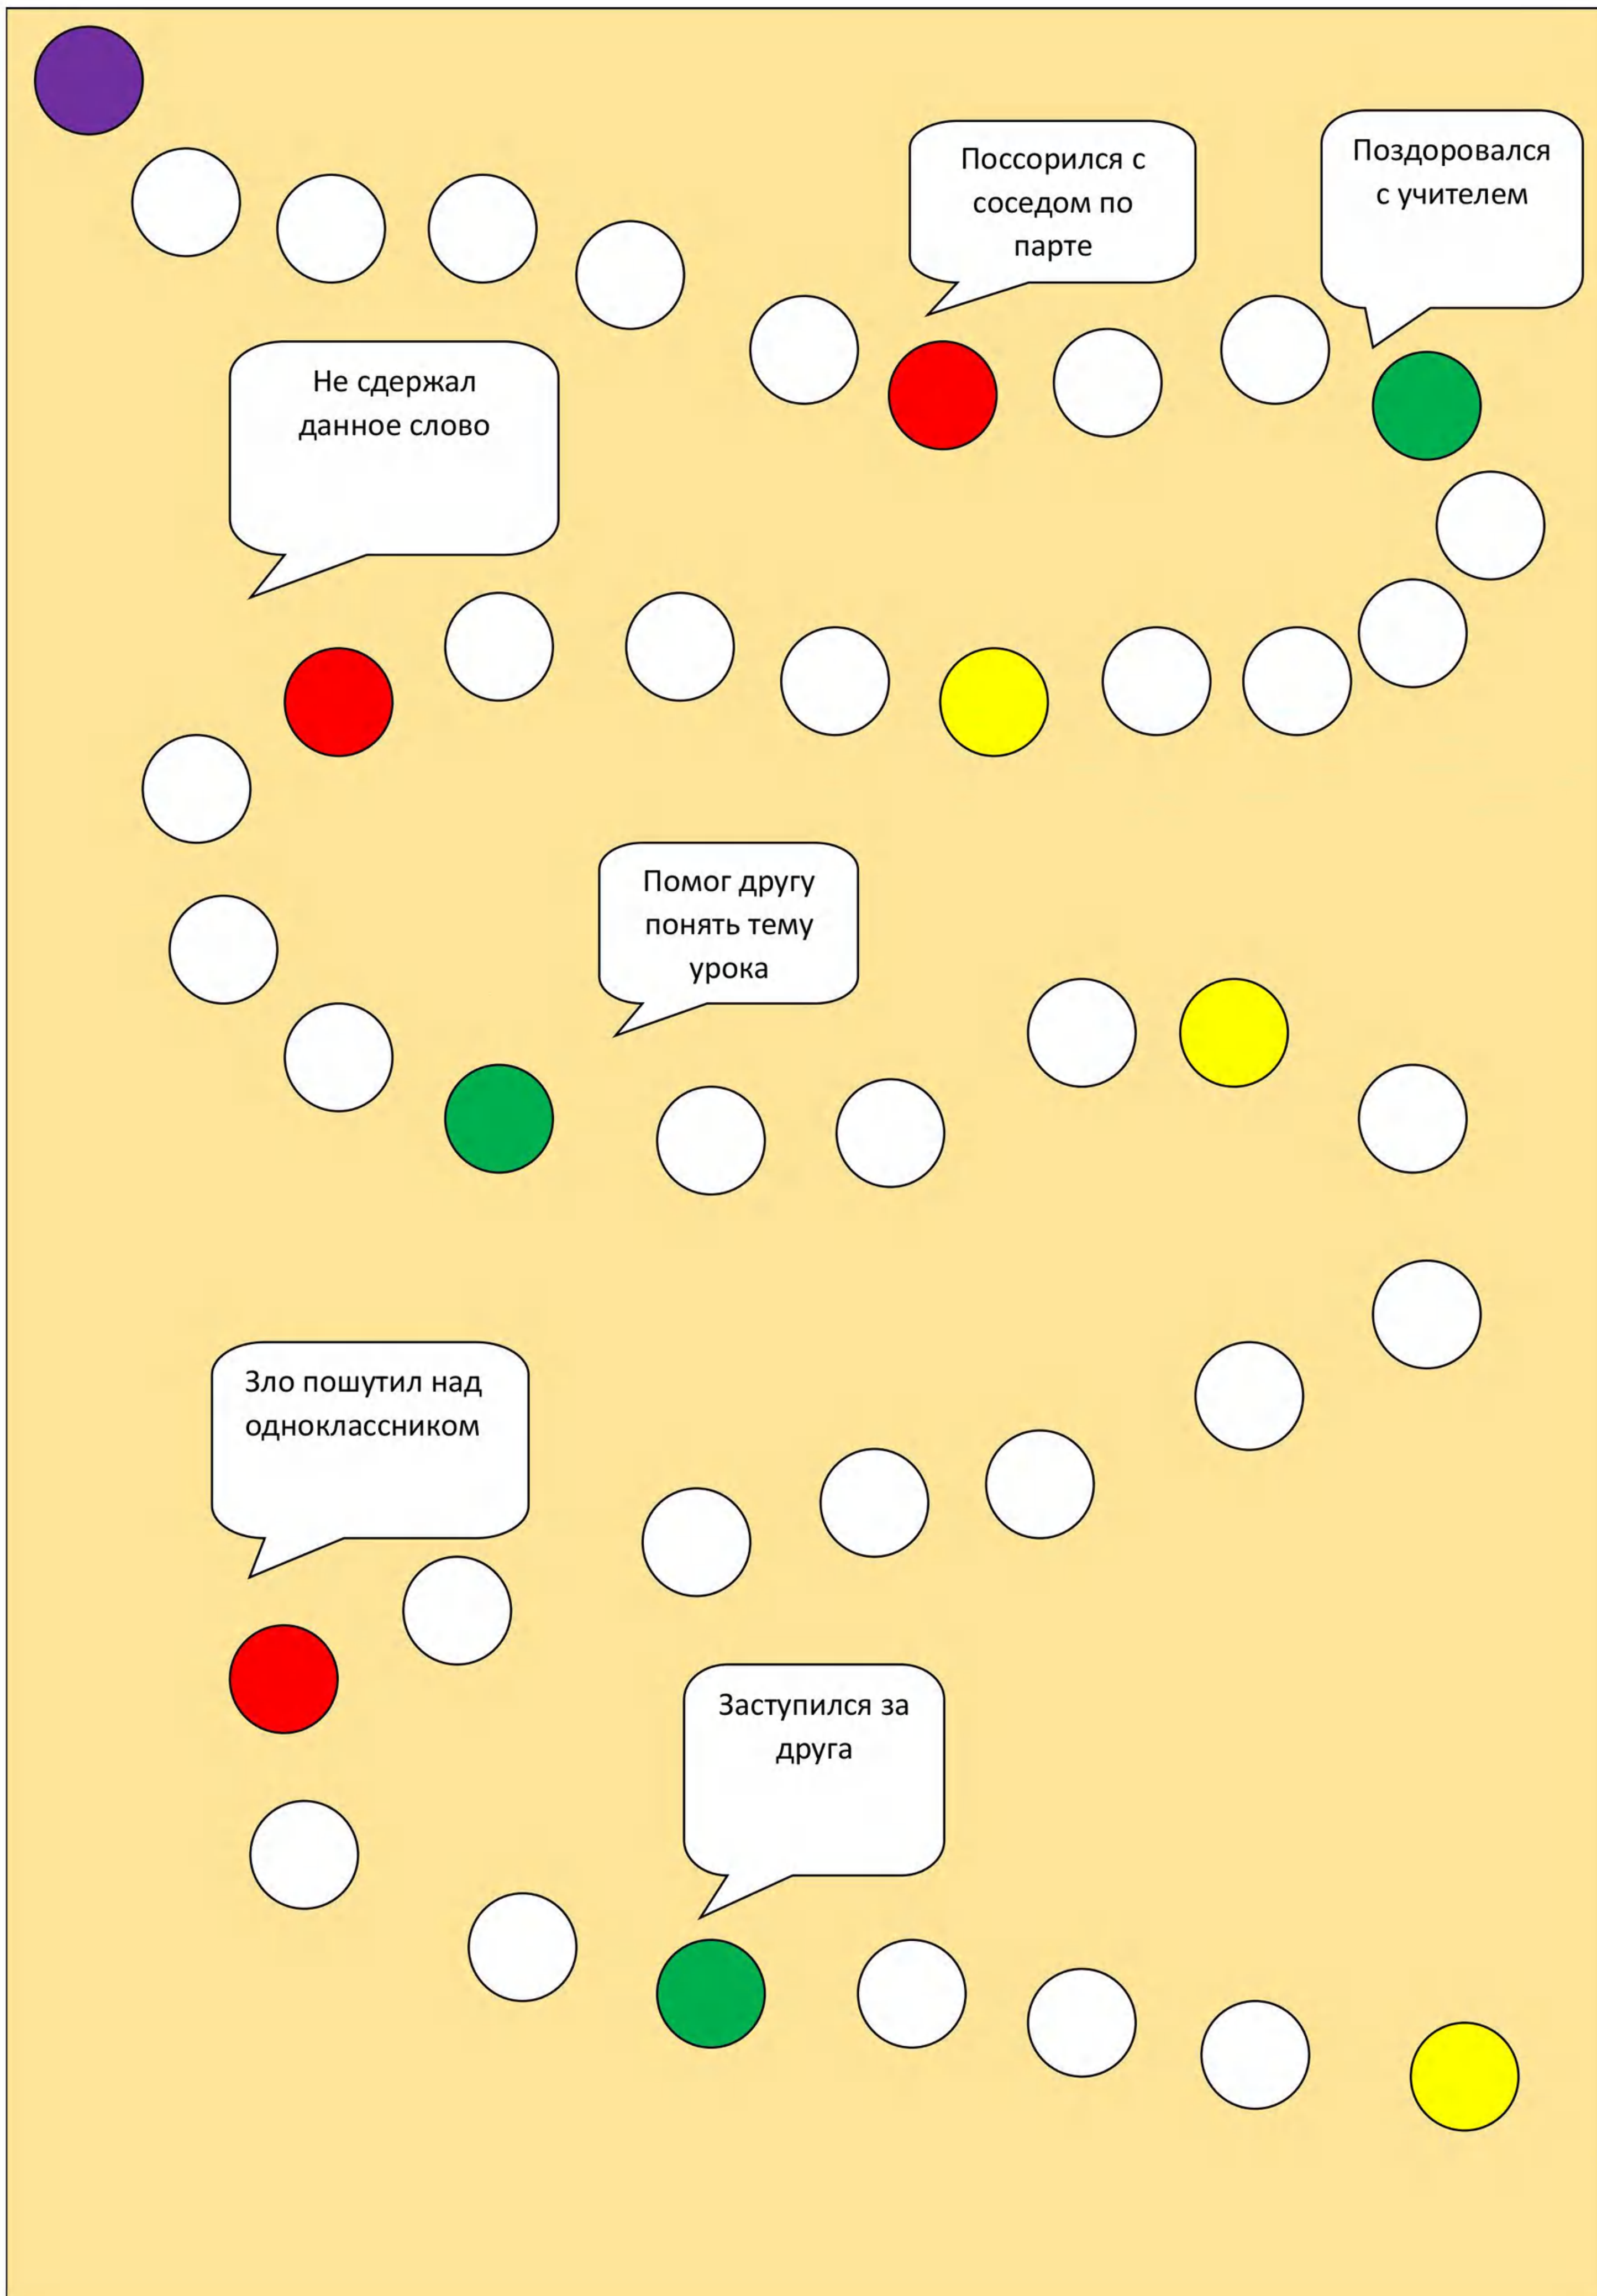 Поссорился с
соседом по
парте
Поздоровался
с учителем
Не сдержал
данное слово
Помог другу
понять тему
урока
Зло пошутил над
одноклассником
Заступился за
друга